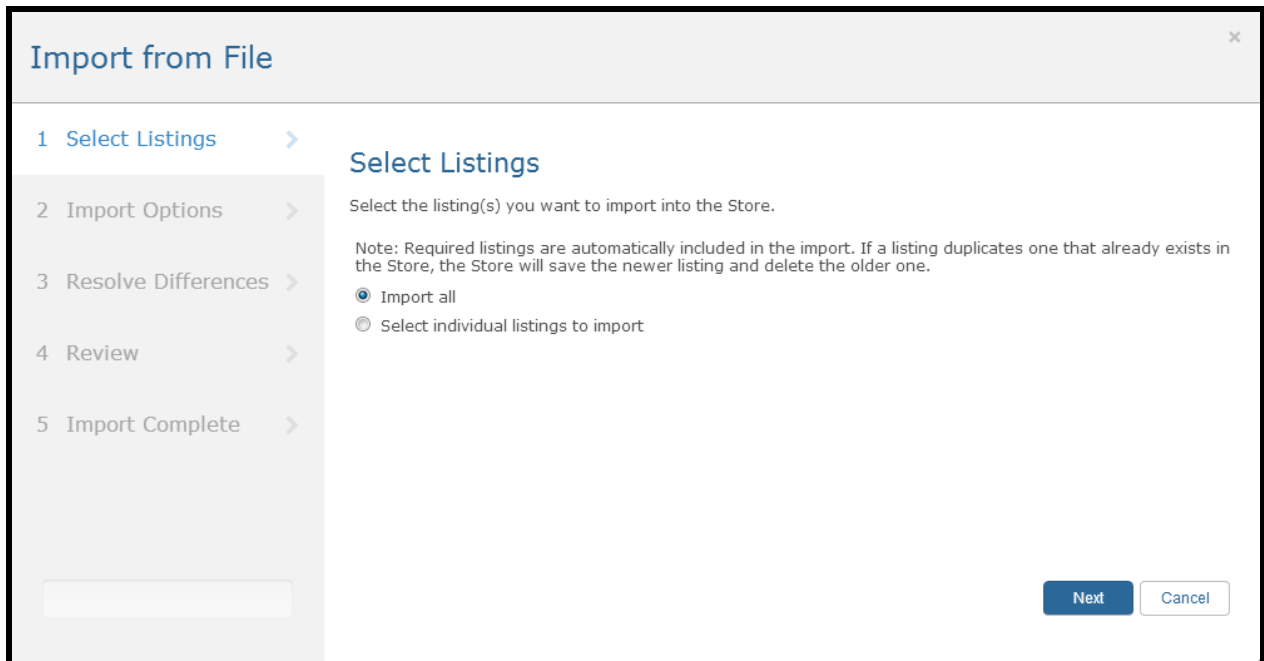 Import from File
×
1 Select Listings
2 Import Options
3 Resolve Differences
4 Review
5 Import Complete
Select Listings
Select the listing(s) you want to import into the Store.
Note: Required listings are automatically included in the import. If a listing duplicates one that already exists in
the Store, the Store will save the newer listing and delete the older one.
Import all
Select individual listings to import
Next
Cancel